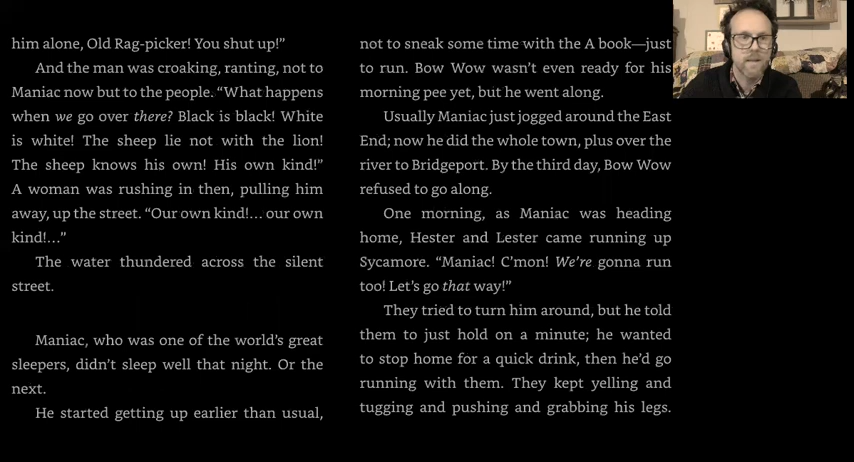 him alone, Old Rag-picker! You shut up!”
And the man was croaking, ranting, not to
Maniac now but to the people. “What happens
when we go over there? Black is black! White
is white! The sheep lie not with the lion!
The sheep knows his own! His own kind!”
A woman was rushing in then, pulling him
away, up the street. “Our own kind!… our own
kind!…”
The water thundered across the silent
street.
Maniac, who was one of the world’s great
sleepers, didn’t sleep well that night. Or the
next.
He started getting up earlier than usual,
not to sneak some time with the A book—just
to run. Bow Wow wasn’t even ready for his
morning pee yet, but he went along.
Usually Maniac just jogged around the East
End; now he did the whole town, plus over the
river to Bridgeport. By the third day, Bow Wow
refused to go along.
One morning, as Maniac was heading
home, Hester and Lester came running up
Sycamore. “Maniac! C’mon! We’re gonna run
too! Let’s go that way!”
They tried to turn him around, but he told
them to just hold on a minute; he wanted
to stop home for a quick drink, then he’d go
running with them. They kept yelling and
tugging and pushing and grabbing his legs.